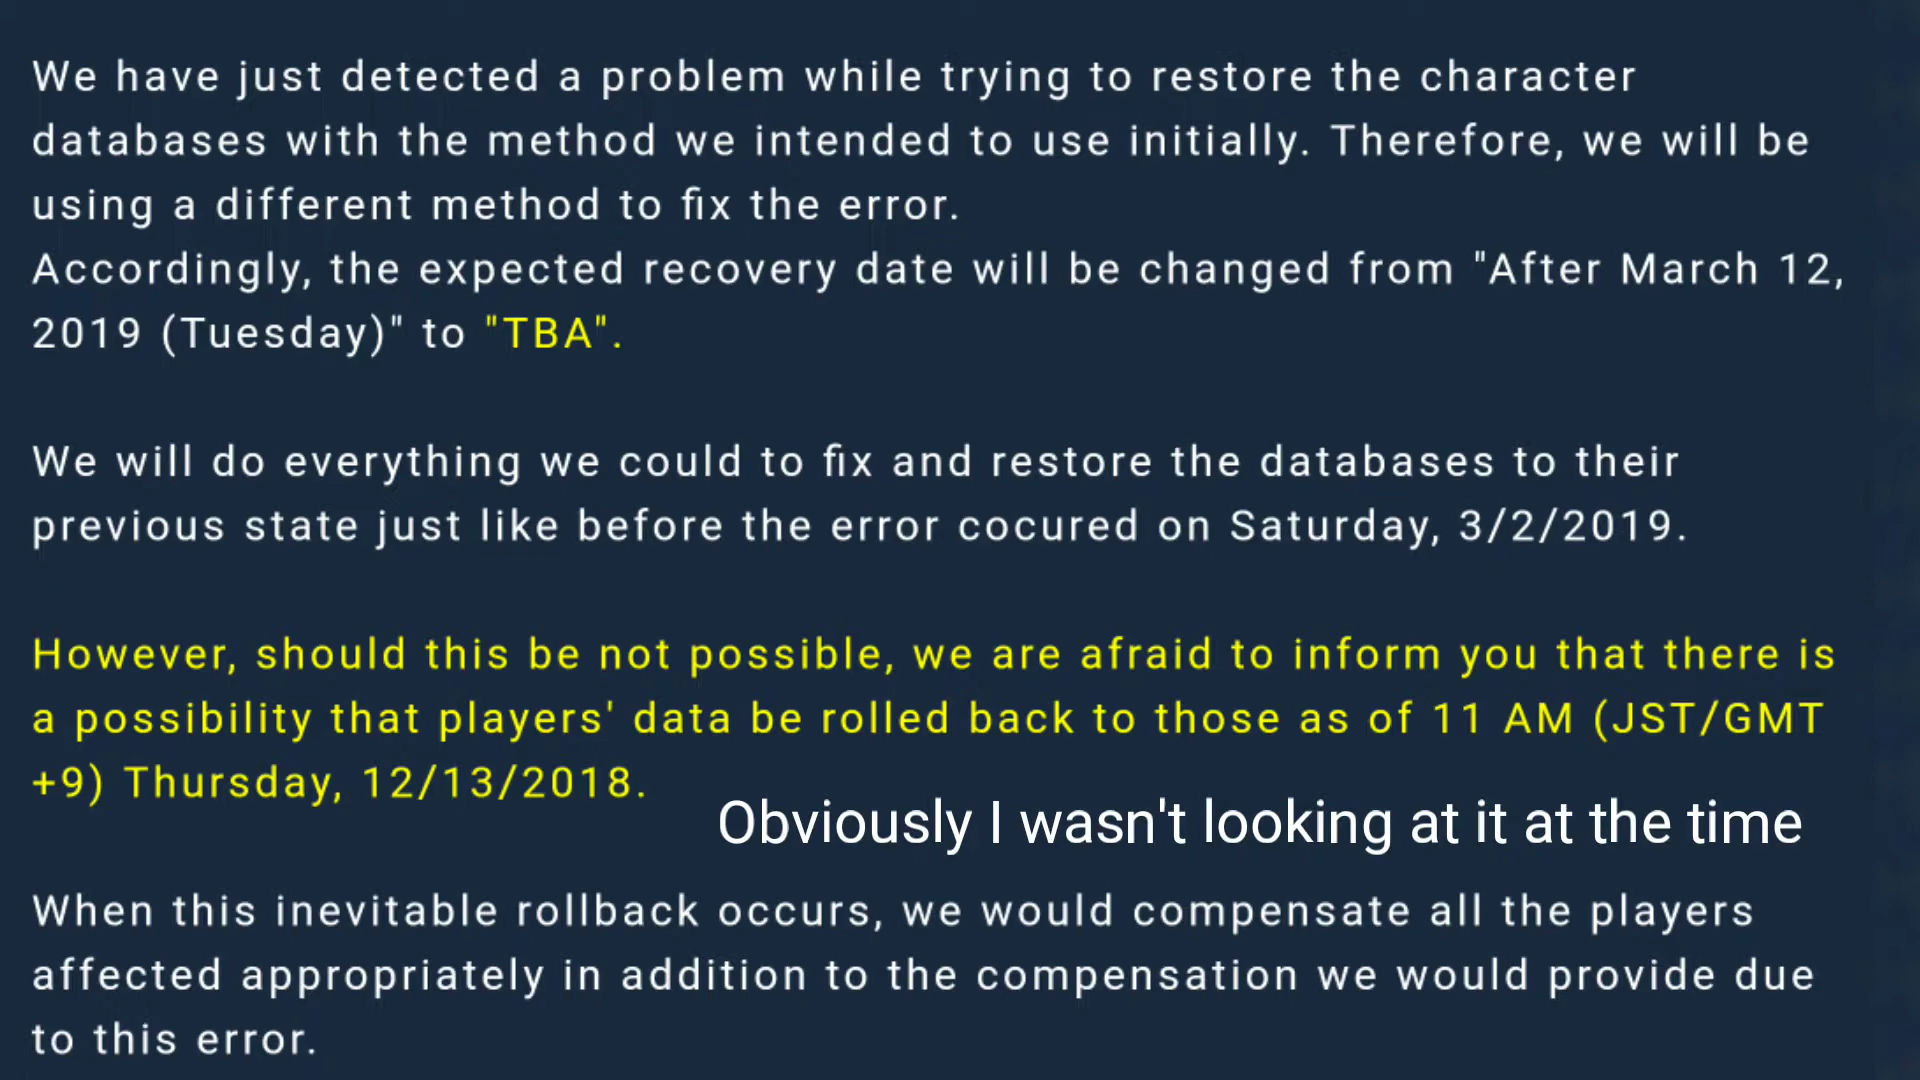 We have just detected a problem while trying to restore the character
databases with the method we intended to use initially. Therefore, we will be
using a different method to fix the error.
Accordingly, the expected recovery date will be changed from "After March 12,
2019 (Tuesday)" to "TBA".
We will do everything we could to fix and restore the databases to their
previous state just like before the error cocured on Saturday, 3/2/2019.
However, should this be not possible, we are afraid to inform you that there is
a possibility that players' data be rolled back to those as of 11 AM (JST/GMT
+9) Thursday, 12/13/2018.
Obviously I wasn't looking at it at the time
When this inevitable rollback occurs, we would compensate all the players
affected appropriately in addition to the compensation we would provide due
to this error.